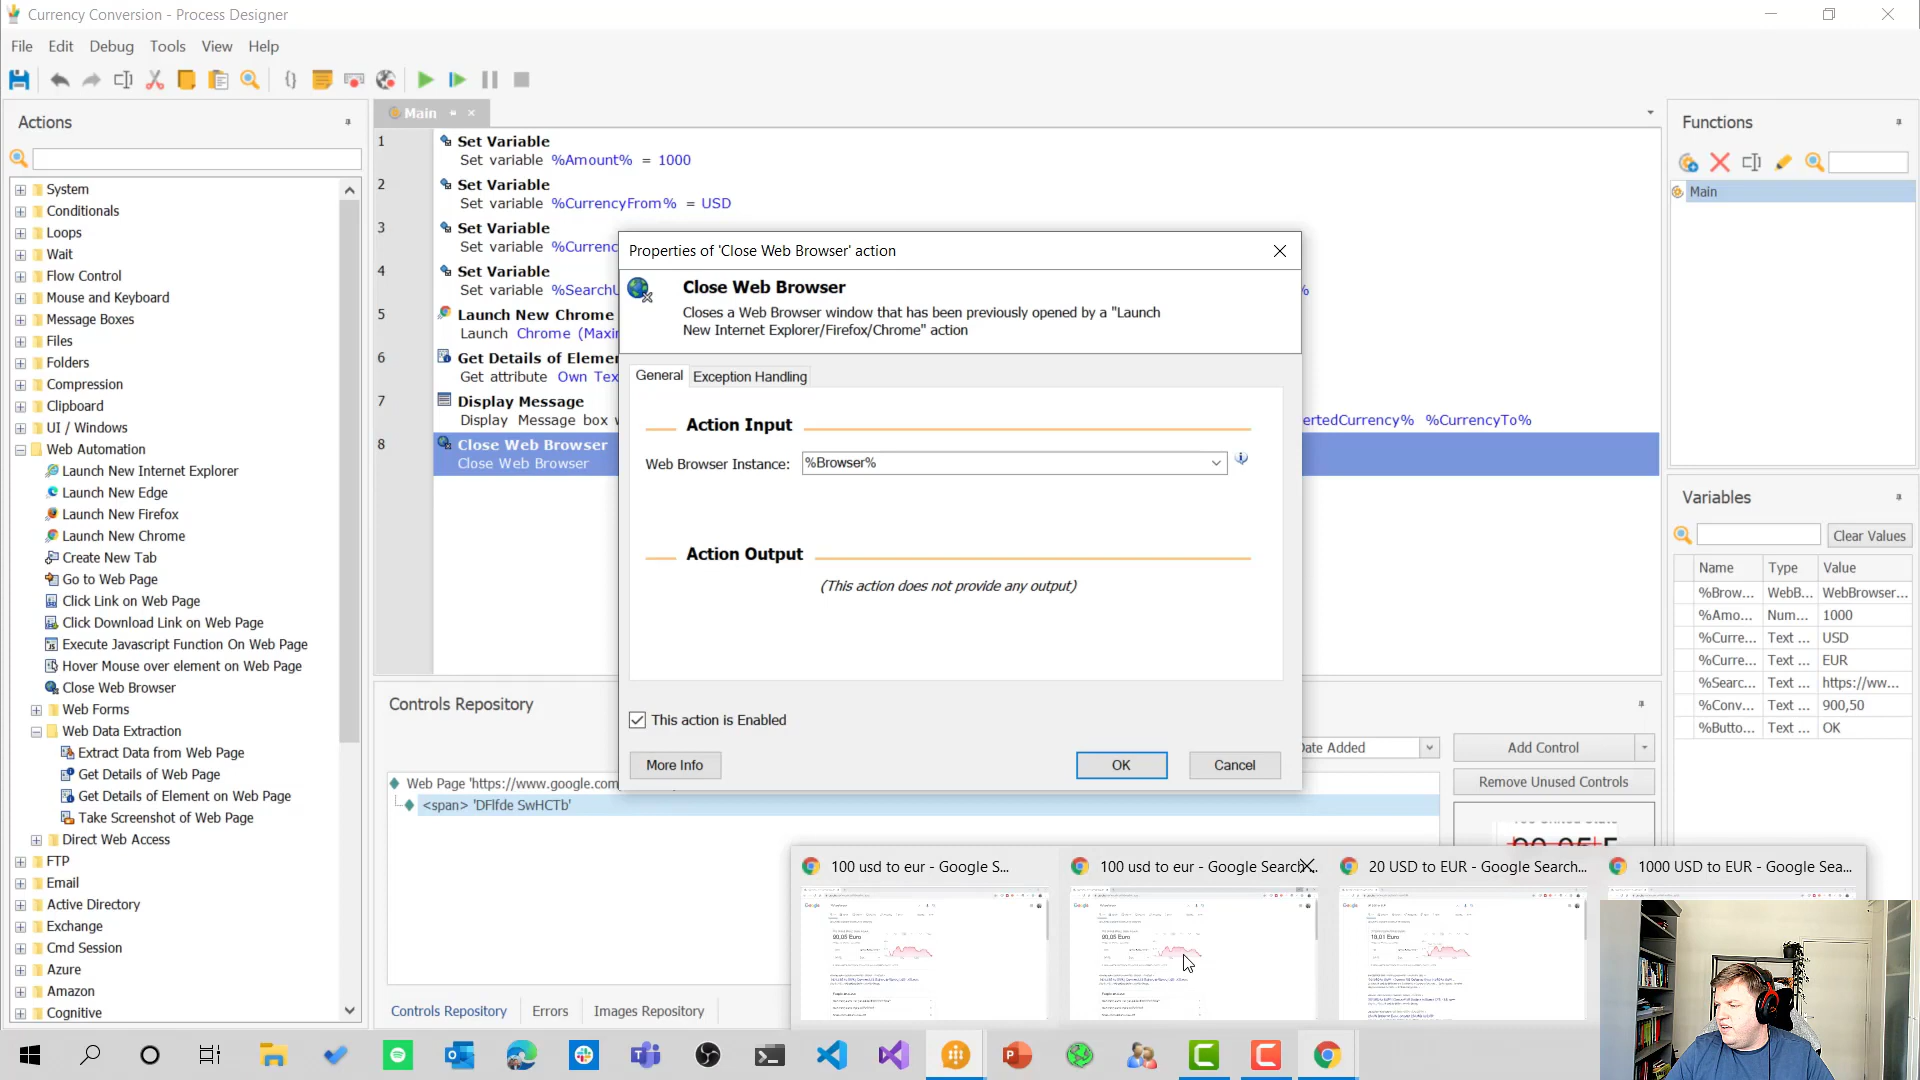 Currency Conversion - Process Designer
File Edit Debug Tools View Help
Actions
System
Conditionals
Loops
Wait
Flow Control
Mouse and Keyboard
Message Boxes
Files
Folders
Compression
Clipboard
UI / Windows
Web Automation
Launch New Internet Explorer
Launch New Edge
Launch New Firefox
Launch New Chrome
Create New Tab
Go to Web Page
Click Link on Web Page
Click Download Link on Web Page
Execute Javascript Function On Web Page
Hover Mouse over element on Web Page
Close Web Browser
Web Forms
Web Data Extraction
Extract Data from Web Page
Get Details of Web Page
Get Details of Element on Web Page
Take Screenshot of Web Page
Direct Web Access
FTP
Email
Active Directory
Exchange
Cmd Session
Azure
Amazon
Cognitive
Main
1 Set Variable
Set variable %Amount% = 1000
2 Set Variable
Set variable %CurrencyFrom% = USD
3 Set Variable
Set variable %Currenc
4 Set Variable
Set variable %SearchU %
5 Launch New Chrome
Launch Chrome (Maxi
6 Get Details of Elemen
Get attribute Own Tex
7 Display Message
Display Message box w ertedCurrency% %CurrencyTo%
8 Close Web Browser
Close Web Browser
Properties of 'Close Web Browser' action
Close Web Browser
Closes a Web Browser window that has been previously opened by a "Launch
New Internet Explorer/Firefox/Chrome" action
General Exception Handling
Action Input
Web Browser Instance: %Browser%
Action Output
(This action does not provide any output)
This action is Enabled
More Info OK Cancel
Controls Repository
Date Added
Add Control
Remove Unused Controls
Web Page 'https://www.google.com
<span> 'DFlfde SwHCTb'
Controls Repository Errors Images Repository
Functions
Main
Variables
Clear Values
Name Type Value
%Brow... WebB... WebBrowser...
%Amo... Num... 1000
%Curre... Text ... USD
%Curre... Text ... EUR
%Searc... Text ... https://ww...
%Conv... Text ... 900,50
%Butto... Text ... OK
100 usd to eur - Google S...
100 usd to eur - Google Search...
20 USD to EUR - Google Search...
1000 USD to EUR - Google Sea...
90,05 Euro
90,05 Euro
18,01 Euro